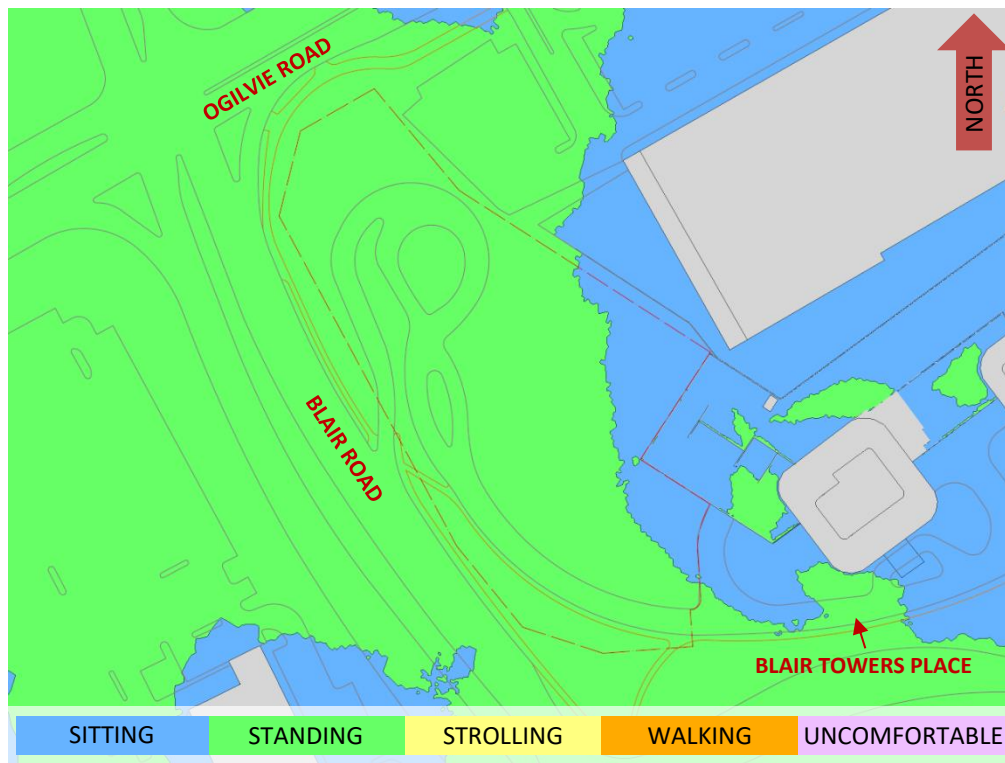 OGILVIE ROAD
NORTH
BLAIR ROAD
BLAIR TOWERS PLACE
SITTING STANDING STROLLING WALKING UNCOMFORTABLE